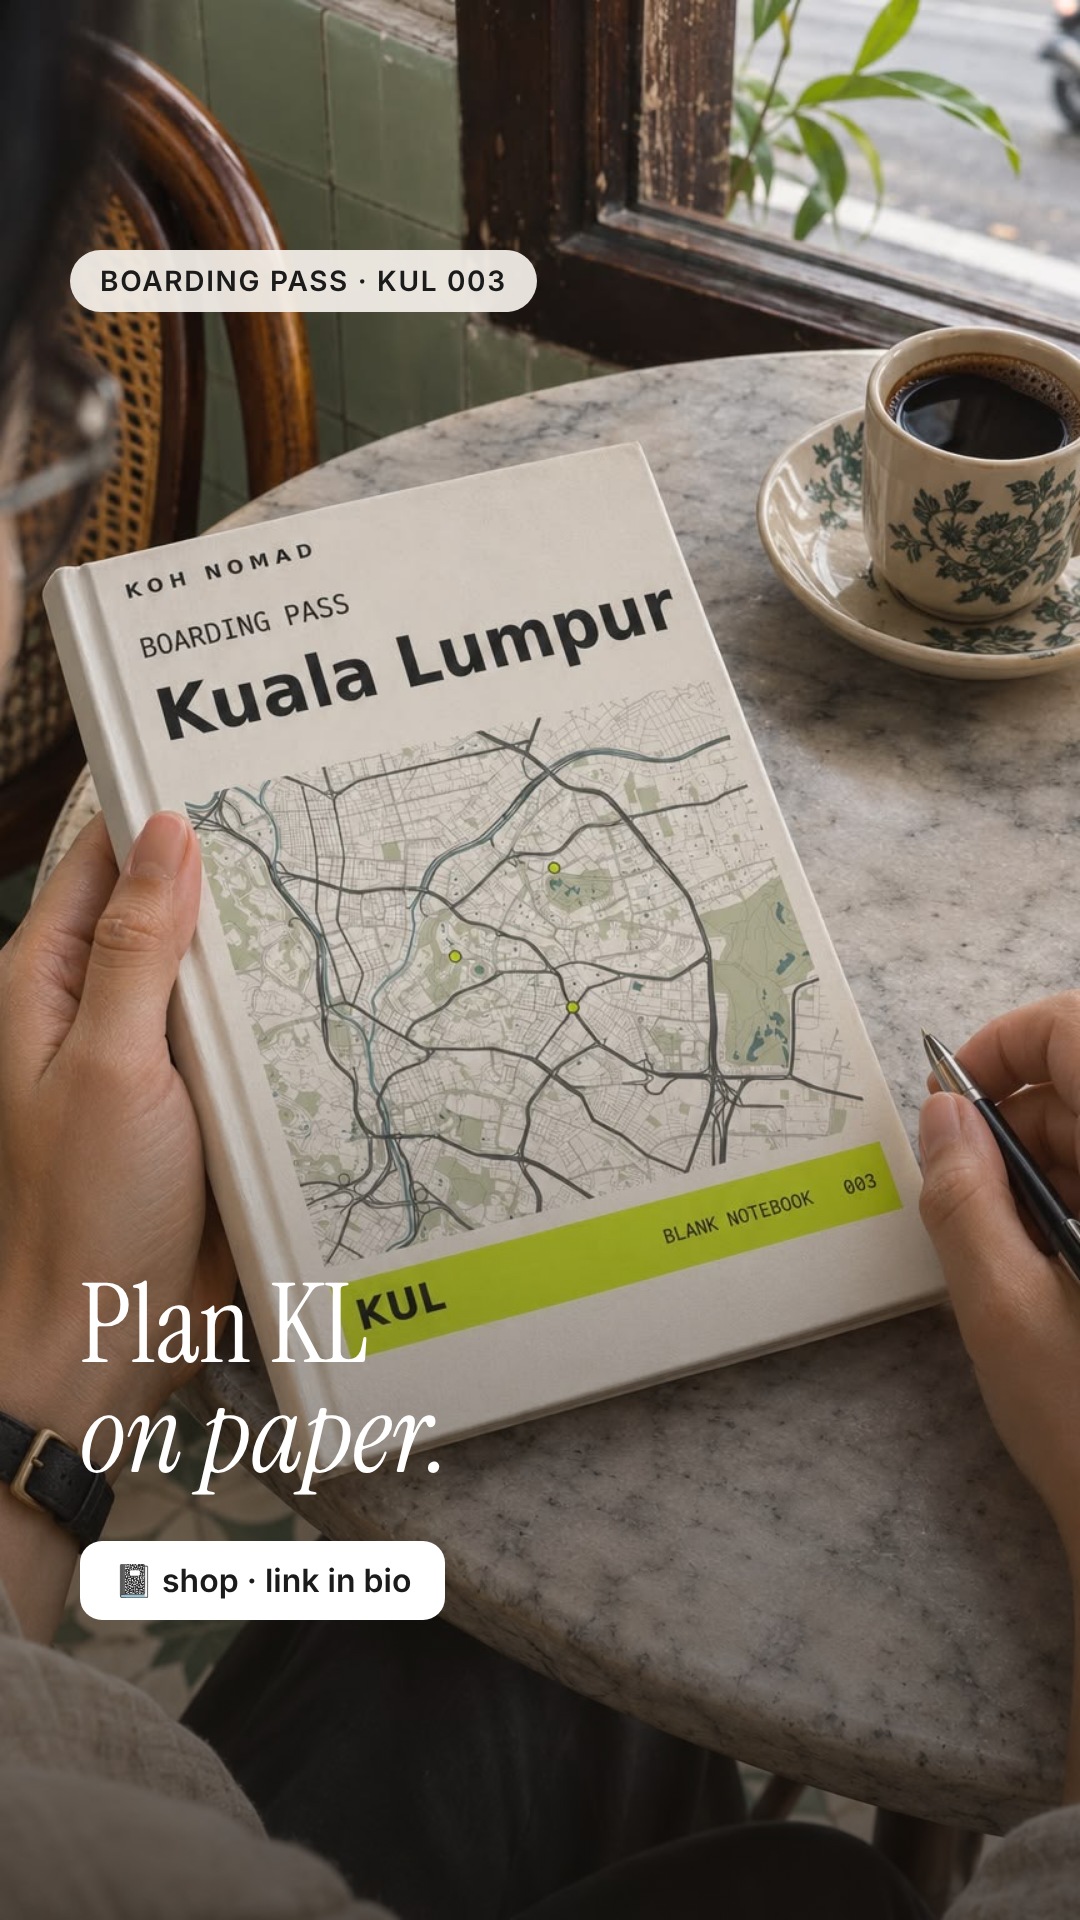 BOARDING PASS · KUL 003
KOH NOMAD
BOARDING PASS
Kuala Lumpur
BLANK NOTEBOOK 003
KUL
Plan KL
on paper.
📓 shop · link in bio